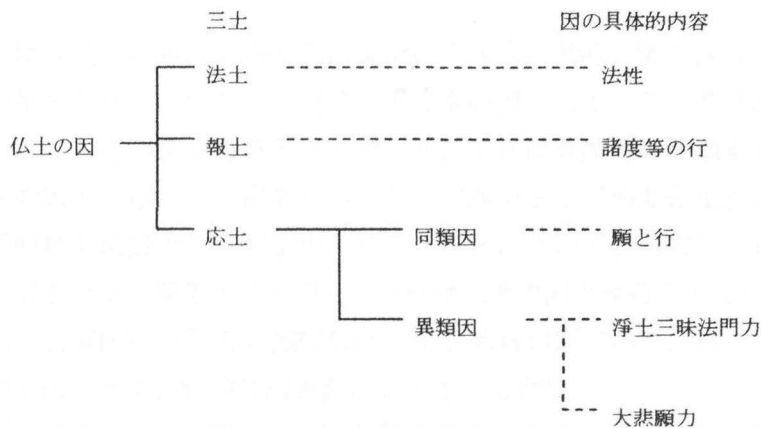 三土 因の具体的内容
法土 法性
仏土の因 報土 諸度等の行
応土 同類因 願と行
異類因 淨土三昧法門力
大悲願力